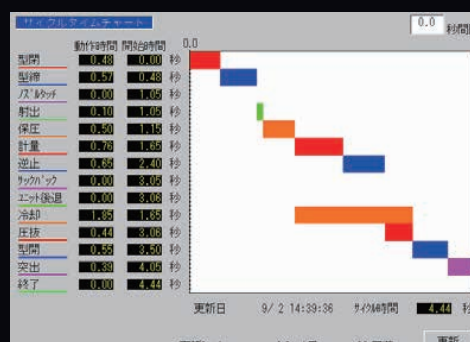 サイクルタイムチャート
0.0 秒間
動作時間 開始時間 0.0
型閉 0.48 0.00 秒
型締 0.57 0.48 秒
ﾉｽﾞﾙﾀｯﾁ 0.00 1.05 秒
射出 0.10 1.05 秒
保圧 0.50 1.15 秒
計量 0.76 1.65 秒
逆止 0.65 2.40 秒
ｻｯｸﾊﾞｯｸ 0.00 3.05 秒
ﾕﾆｯﾄ後退 0.00 3.06 秒
冷却 1.85 1.65 秒
圧抜 0.44 3.06 秒
型開 0.55 3.50 秒
突出 0.39 4.05 秒
終了 0.00 4.44 秒
更新日 9/ 2 14:39:36 ｻｲｸﾙ時間 4.44 秒
更新